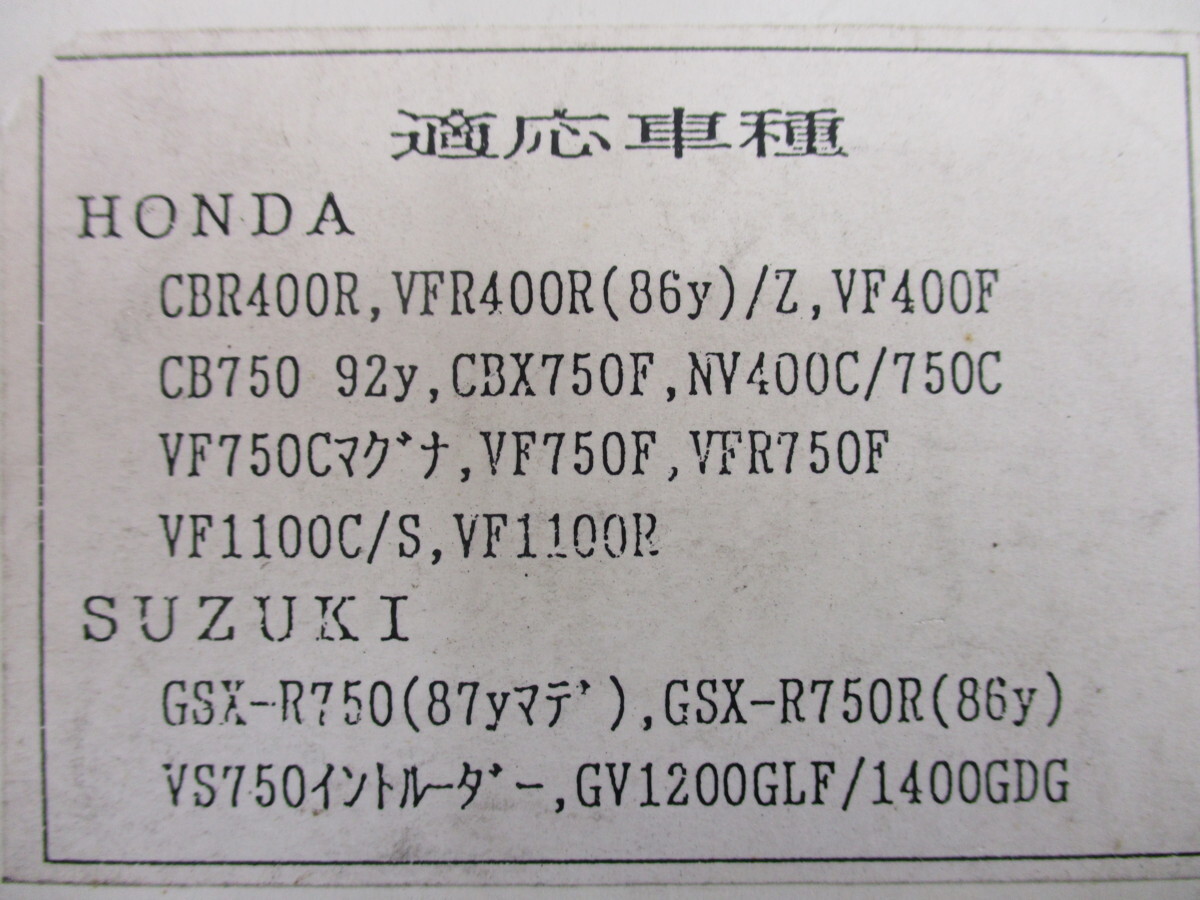 適応車種
HONDA
CBR400R,VFR400R(86y)/Z,VF400F
CB750 92y,CBX750F,NV400C/750C
VF750Cﾏｸﾞﾅ,VF750F,VFR750F
VF1100C/S,VF1100R
SUZUKI
GSX-R750(87yﾏﾃﾞ),GSX-R750R(86y)
VS750ｲﾝﾄﾙｰﾀﾞｰ,GV1200GLF/1400GDG